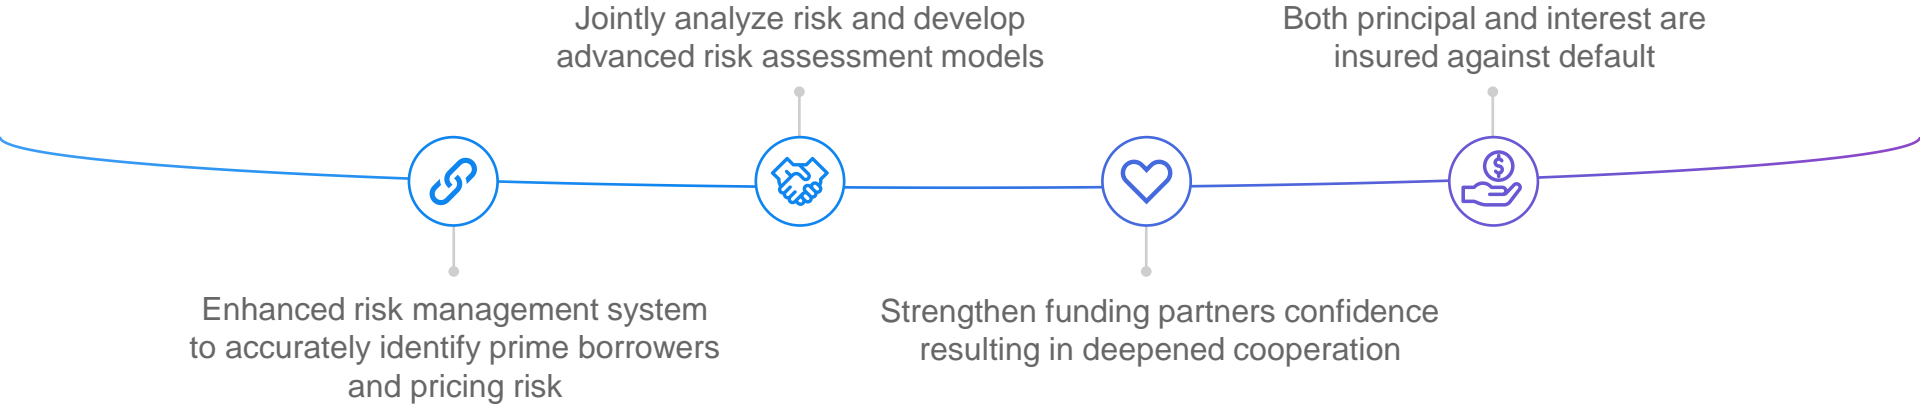 Jointly analyze risk and develop
advanced risk assessment models
Both principal and interest are
insured against default
Enhanced risk management system
to accurately identify prime borrowers
and pricing risk
Strengthen funding partners confidence
resulting in deepened cooperation